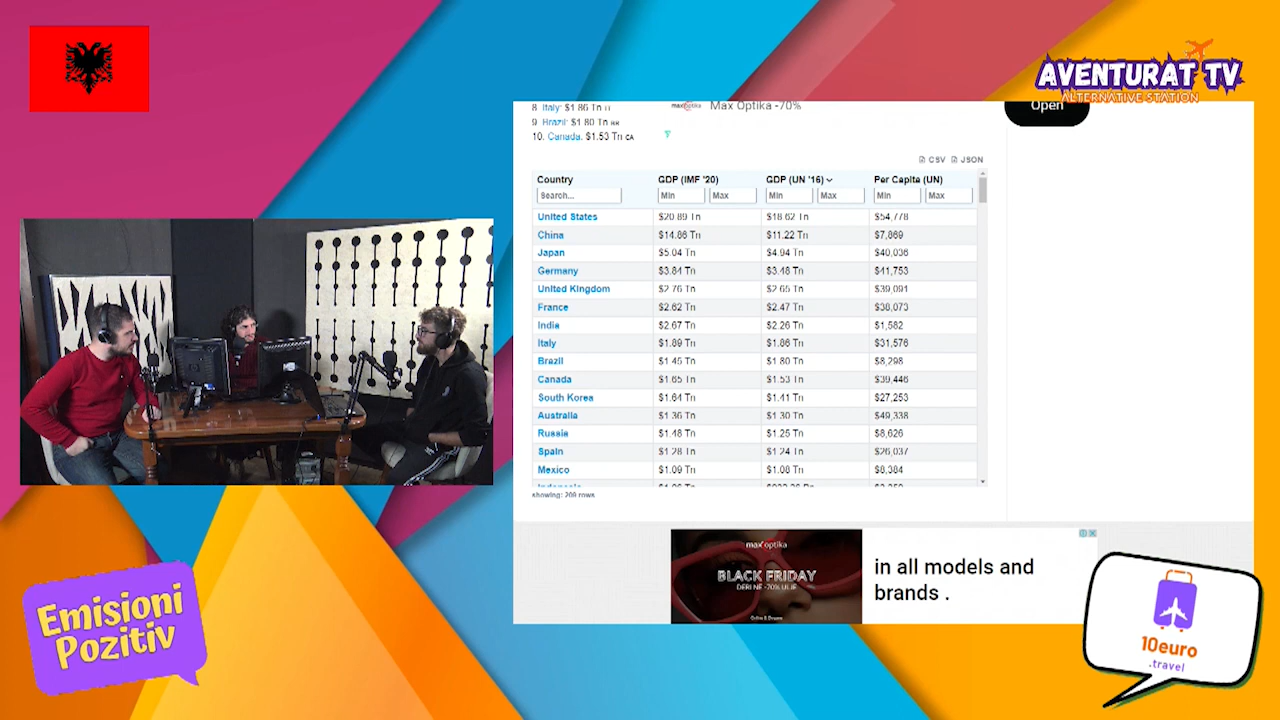 AVENTURAT TV
ALTERNATIVE STATION
8 Italy: $1.86 Tn IT
9 Brazil: $1.80 Tn BR
10. Canada: $1.53 Tn CA
max optika
Max Optika -70%
Open
CSV JSON
Country GDP (IMF '20) GDP (UN '16) Per Capita (UN)
Search... Min Max Min Max Min Max
United States $20.89 Tn $18.62 Tn $54,778
China $14.86 Tn $11.22 Tn $7,869
Japan $5.04 Tn $4.94 Tn $40,036
Germany $3.84 Tn $3.48 Tn $41,753
United Kingdom $2.76 Tn $2.65 Tn $39,091
France $2.62 Tn $2.47 Tn $38,073
India $2.67 Tn $2.26 Tn $1,582
Italy $1.89 Tn $1.86 Tn $31,576
Brazil $1.45 Tn $1.80 Tn $8,298
Canada $1.65 Tn $1.53 Tn $39,446
South Korea $1.64 Tn $1.41 Tn $27,253
Australia $1.36 Tn $1.30 Tn $49,338
Russia $1.48 Tn $1.25 Tn $8,626
Spain $1.28 Tn $1.24 Tn $26,037
Mexico $1.09 Tn $1.08 Tn $8,384
showing: 209 rows
max optika
BLACK FRIDAY
DERI NE -70% ULJE
in all models and
brands .
Emisioni
Pozitiv
10euro
.travel